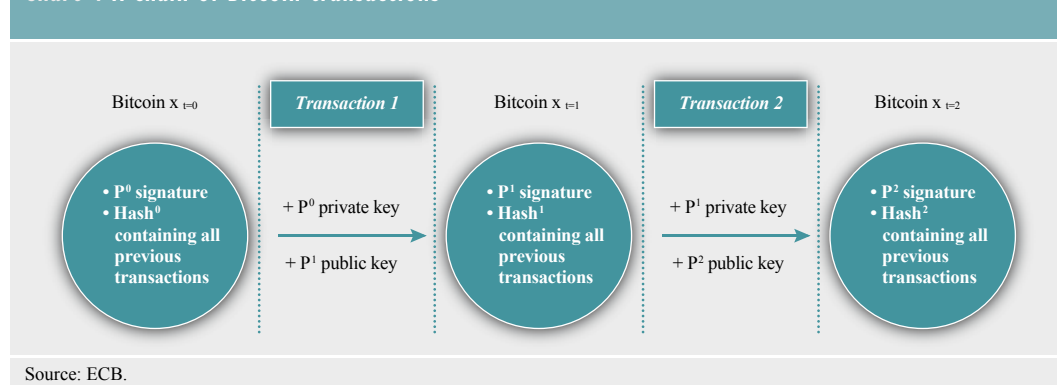 Bitcoin x t=0
Transaction 1
Bitcoin x t=1
Transaction 2
Bitcoin x t=2
• P⁰ signature
• Hash⁰
containing all
previous
transactions
+ P⁰ private key
+ P¹ public key
• P¹ signature
• Hash¹
containing all
previous
transactions
+ P¹ private key
+ P² public key
• P² signature
• Hash²
containing all
previous
transactions
Source: ECB.